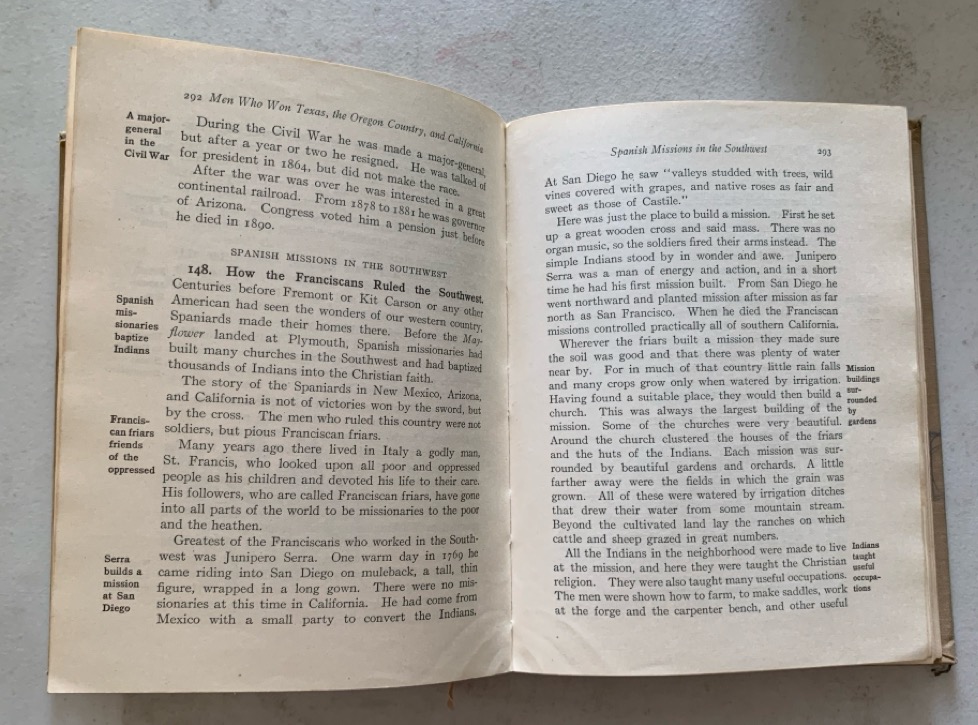 292 Men Who Won Texas, the Oregon Country, and California
A major-
general
in the
Civil War
During the Civil War he was made a major-general,
but after a year or two he resigned. He was talked of
for president in 1864, but did not make the race.
After the war was over he was interested in a great
continental railroad. From 1878 to 1881 he was governor
of Arizona. Congress voted him a pension just before
he died in 1890.
SPANISH MISSIONS IN THE SOUTHWEST
148. How the Franciscans Ruled the Southwest.
Centuries before Fremont or Kit Carson or any other
American had seen the wonders of our western country,
Spaniards made their homes there. Before the May-
flower landed at Plymouth, Spanish missionaries had
built many churches in the Southwest and had baptized
thousands of Indians into the Christian faith.
Spanish
mis-
sionaries
baptize
Indians
The story of the Spaniards in New Mexico, Arizona,
and California is not of victories won by the sword, but
by the cross. The men who ruled this country were not
soldiers, but pious Franciscan friars.
Francis-
can friars
friends
of the
oppressed
Many years ago there lived in Italy a godly man,
St. Francis, who looked upon all poor and oppressed
people as his children and devoted his life to their care.
His followers, who are called Franciscan friars, have gone
into all parts of the world to be missionaries to the poor
and the heathen.
Greatest of the Franciscans who worked in the South-
west was Junipero Serra. One warm day in 1769 he
came riding into San Diego on muleback, a tall, thin
figure, wrapped in a long gown. There were no mis-
sionaries at this time in California. He had come from
Mexico with a small party to convert the Indians.
Serra
builds a
mission
at San
Diego
Spanish Missions in the Southwest 293
At San Diego he saw "valleys studded with trees, wild
vines covered with grapes, and native roses as fair and
sweet as those of Castile."
Here was just the place to build a mission. First he set
up a great wooden cross and said mass. There was no
organ music, so the soldiers fired their arms instead. The
simple Indians stood by in wonder and awe. Junipero
Serra was a man of energy and action, and in a short
time he had his first mission built. From San Diego he
went northward and planted mission after mission as far
north as San Francisco. When he died the Franciscan
missions controlled practically all of southern California.
Wherever the friars built a mission they made sure
the soil was good and that there was plenty of water
near by. For in much of that country little rain falls
and many crops grow only when watered by irrigation.
Having found a suitable place, they would then build a
church. This was always the largest building of the
mission. Some of the churches were very beautiful.
Around the church clustered the houses of the friars
and the huts of the Indians. Each mission was sur-
rounded by beautiful gardens and orchards. A little
farther away were the fields in which the grain was
grown. All of these were watered by irrigation ditches
that drew their water from some mountain stream.
Beyond the cultivated land lay the ranches on which
cattle and sheep grazed in great numbers.
Mission
buildings
sur-
rounded
by
gardens
All the Indians in the neighborhood were made to live
at the mission, and here they were taught the Christian
religion. They were also taught many useful occupations.
The men were shown how to farm, to make saddles, work
at the forge and the carpenter bench, and other useful
Indians
taught
useful
occupa-
tions